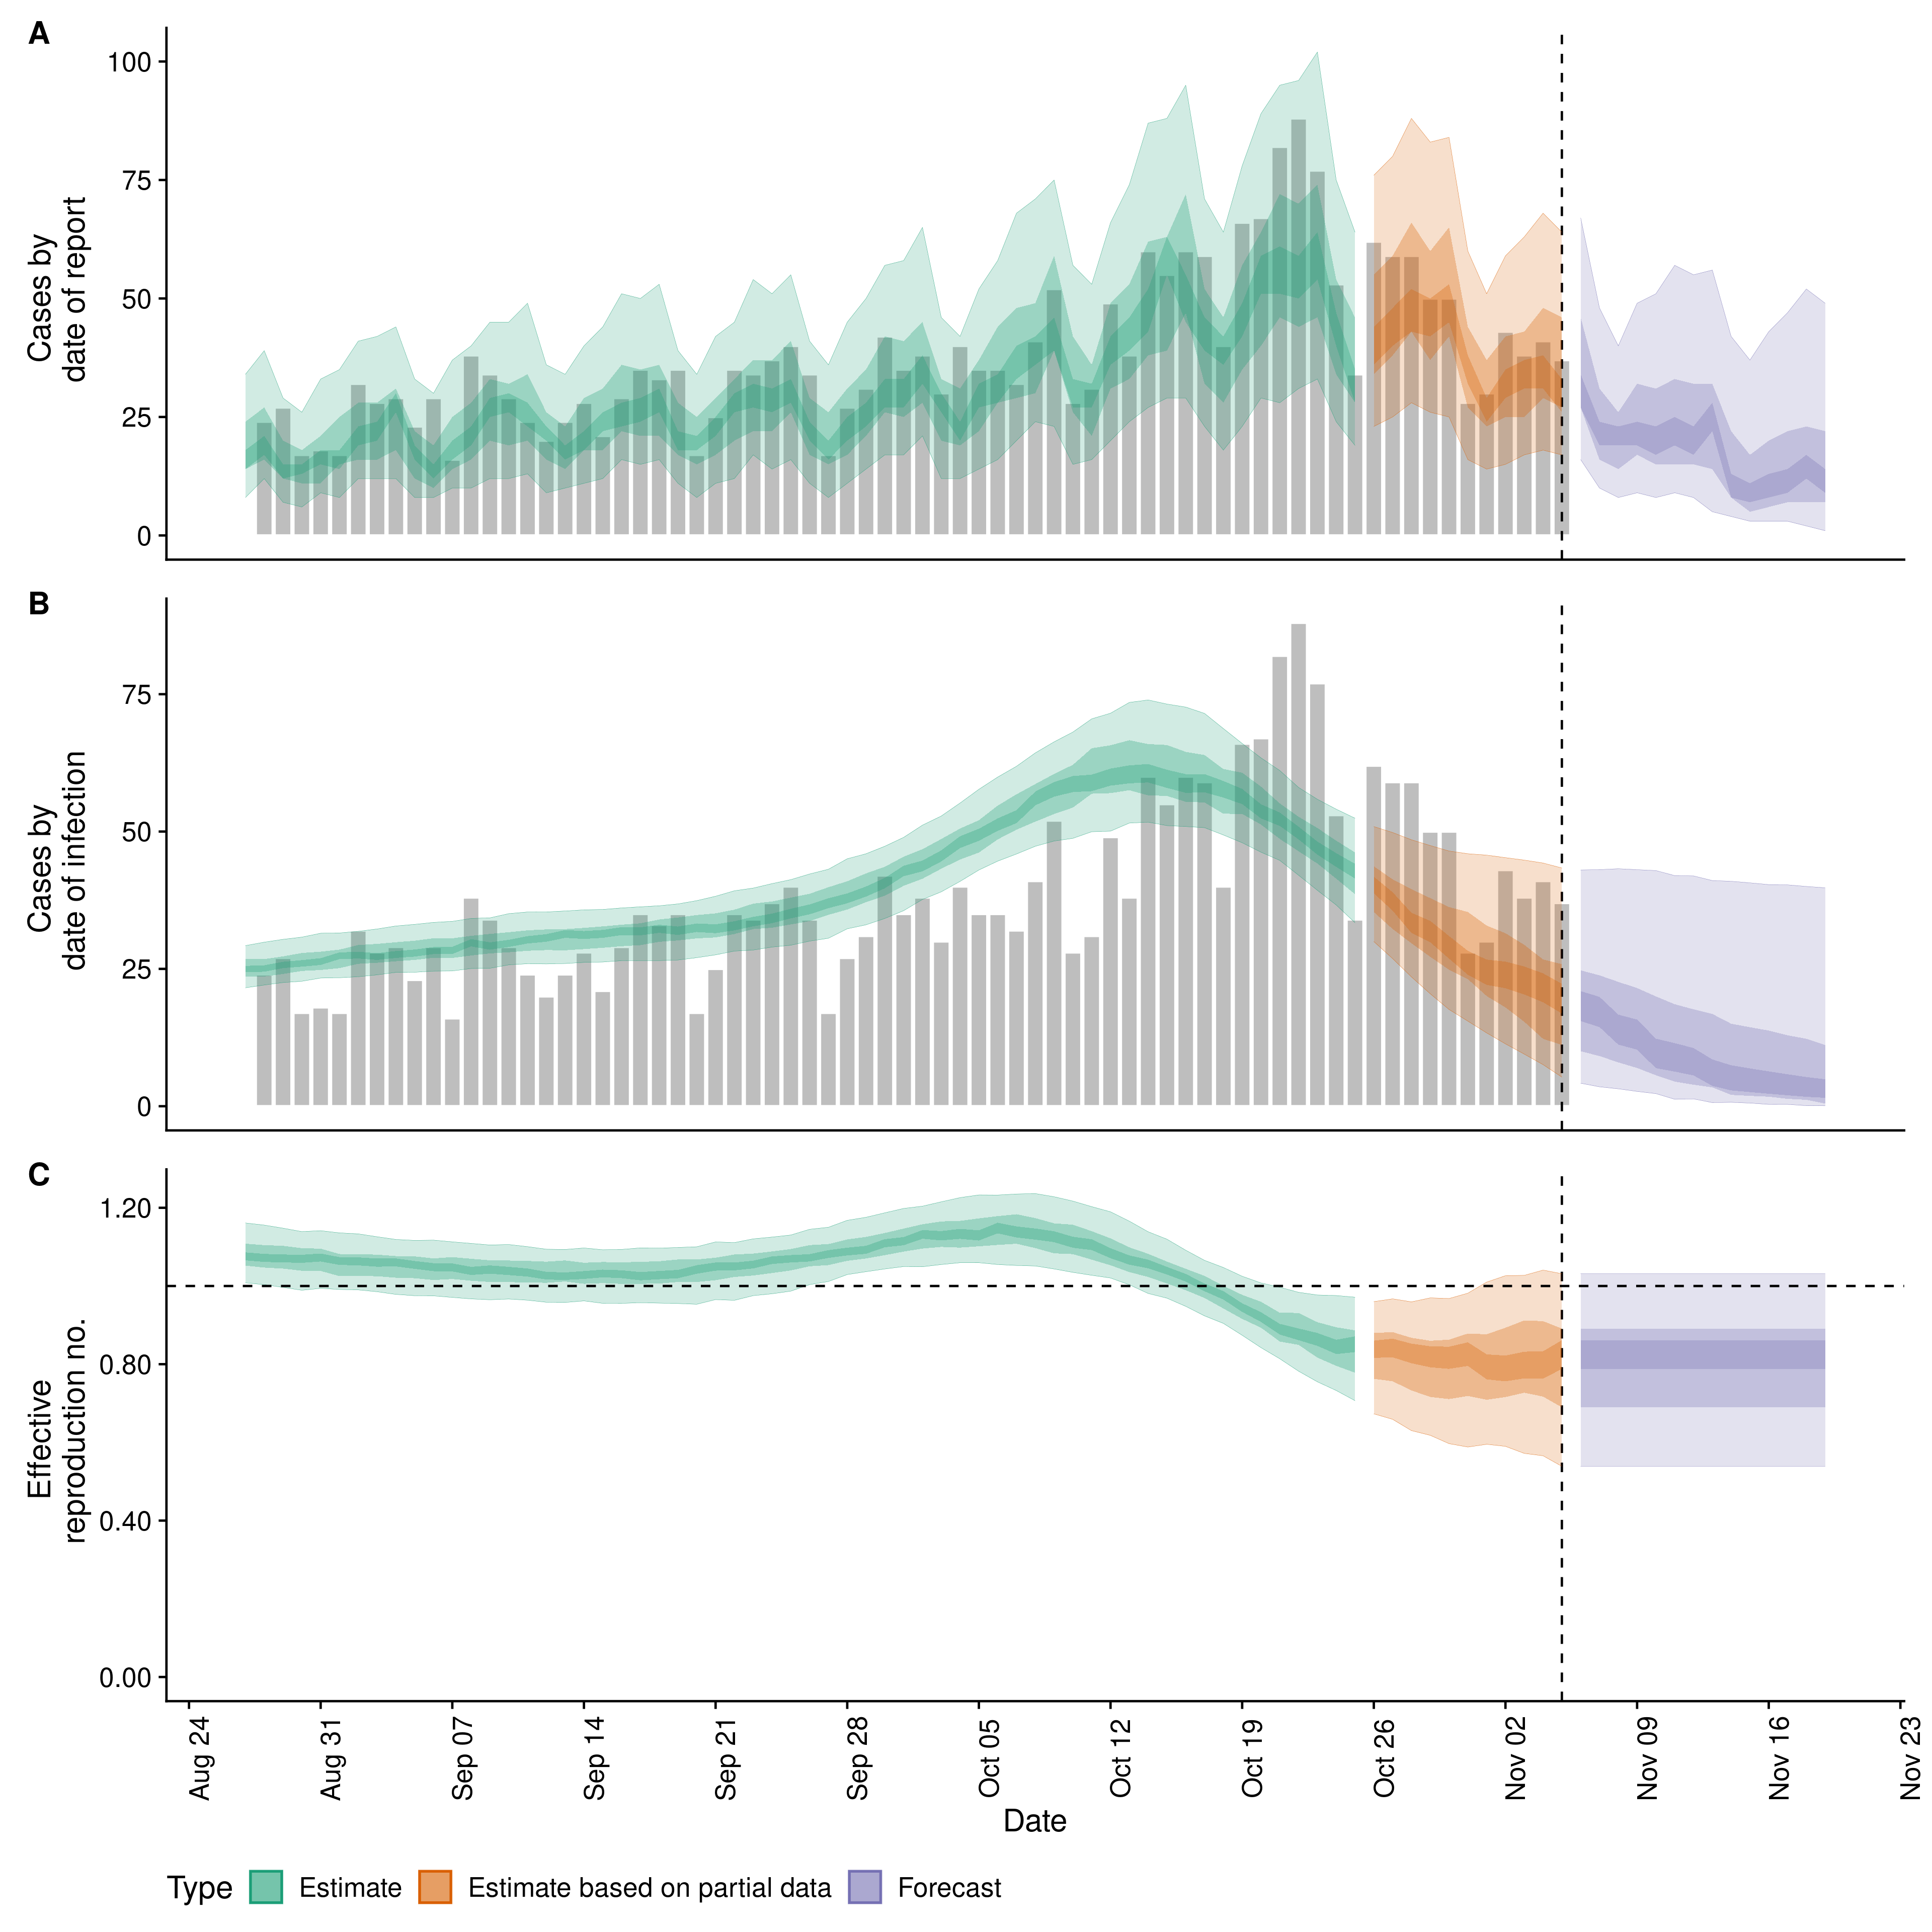 A
100
75
50
25
0
Cases by
date of report
B
75
50
25
0
Cases by
date of infection
C
1.20
0.80
0.40
0.00
Effective
reproduction no.
Aug 24
Aug 31
Sep 07
Sep 14
Sep 21
Sep 28
Oct 05
Oct 12
Oct 19
Oct 26
Nov 02
Nov 09
Nov 16
Nov 23
Date
Type Estimate Estimate based on partial data Forecast